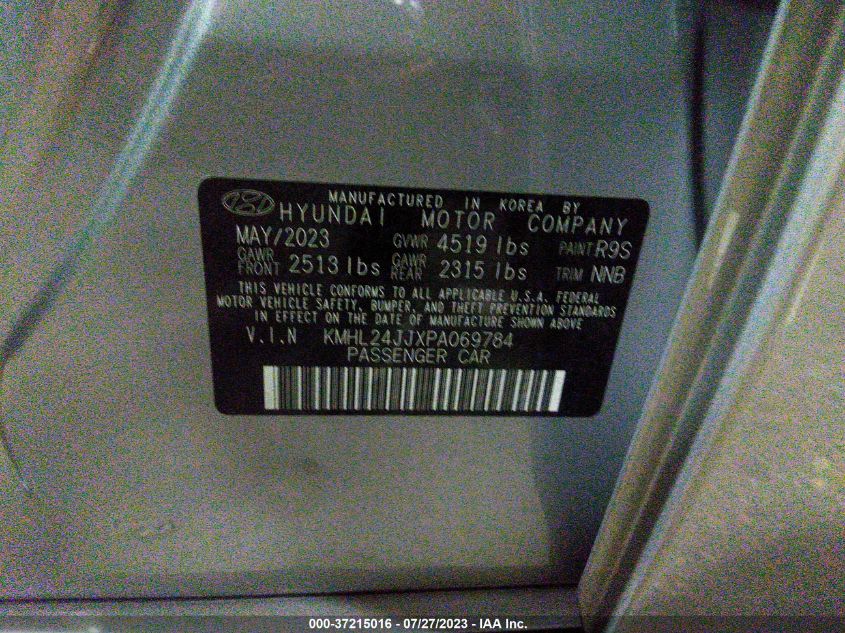 MANUFACTURED IN KOREA BY
HYUNDAI MOTOR COMPANY
MAY/2023 GVWR 4519 lbs PAINT R9S
GAWR FRONT 2513 lbs GAWR REAR 2315 lbs TRIM NNB
THIS VEHICLE CONFORMS TO ALL APPLICABLE U.S.A. FEDERAL
MOTOR VEHICLE SAFETY, BUMPER, AND THEFT PREVENTION STANDARDS
IN EFFECT ON THE DATE OF MANUFACTURE SHOWN ABOVE
V.I.N KMHL24JJXPA069784
PASSENGER CAR
000-37215016 - 07/27/2023 - IAA Inc.